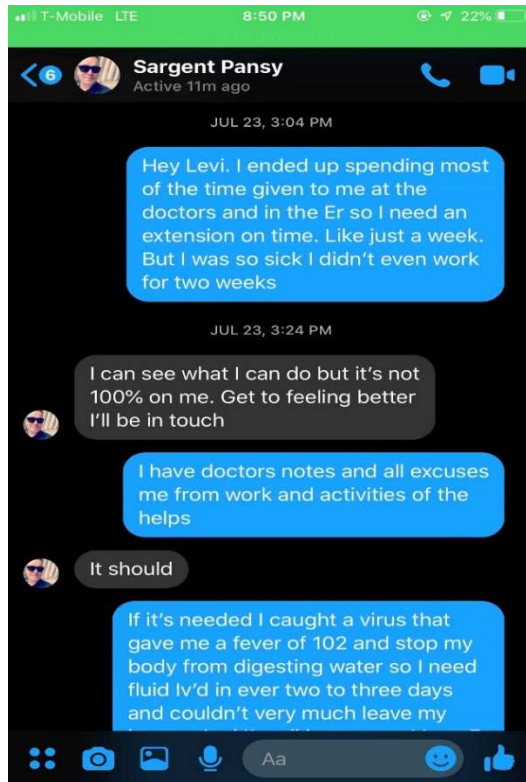 T-Mobile LTE 8:50 PM 22%
6 Sargent Pansy
Active 11m ago
JUL 23, 3:04 PM
Hey Levi. I ended up spending most
of the time given to me at the
doctors and in the Er so I need an
extension on time. Like just a week.
But I was so sick I didn't even work
for two weeks
JUL 23, 3:24 PM
I can see what I can do but it's not
100% on me. Get to feeling better
I'll be in touch
I have doctors notes and all excuses
me from work and activities of the
helps
It should
If it's needed I caught a virus that
gave me a fever of 102 and stop my
body from digesting water so I need
fluid Iv'd in ever two to three days
and couldn't very much leave my
Aa